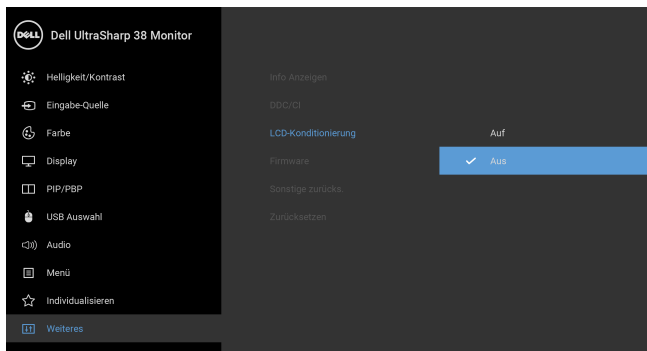 DELL Dell UltraSharp 38 Monitor
Helligkeit/Kontrast
Eingabe-Quelle
Farbe
Display
PIP/PBP
USB Auswahl
Audio
Menü
Individualisieren
Weiteres
Info Anzeigen
DDC/CI
LCD-Konditionierung
Firmware
Sonstige zurücks.
Zurücksetzen
Auf
Aus